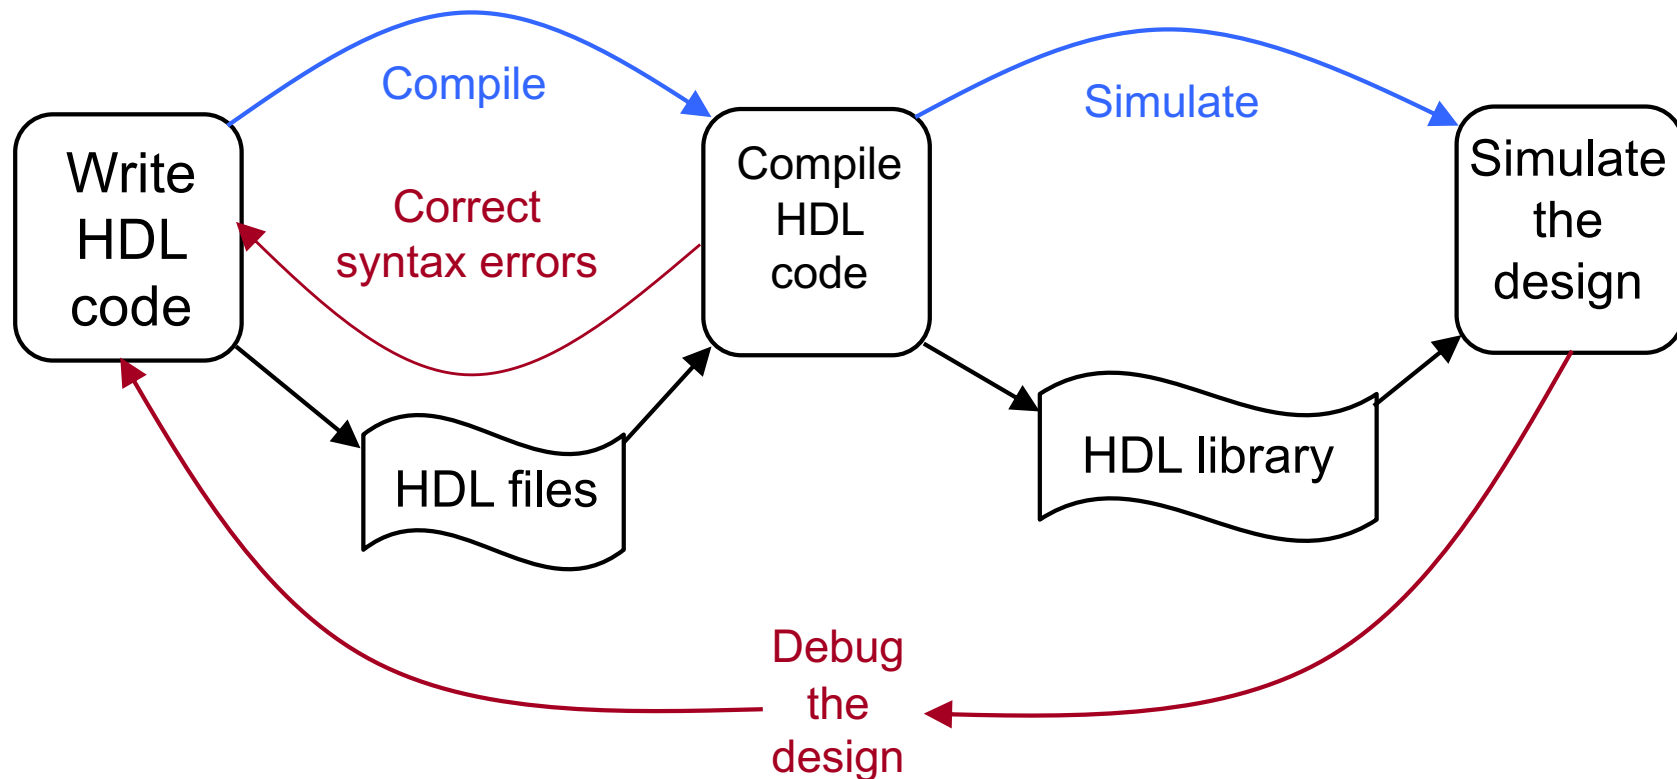 Compile
Simulate
Write
HDL
code
Correct
syntax errors
Compile
HDL
code
Simulate
the
design
HDL files
HDL library
Debug
the
design